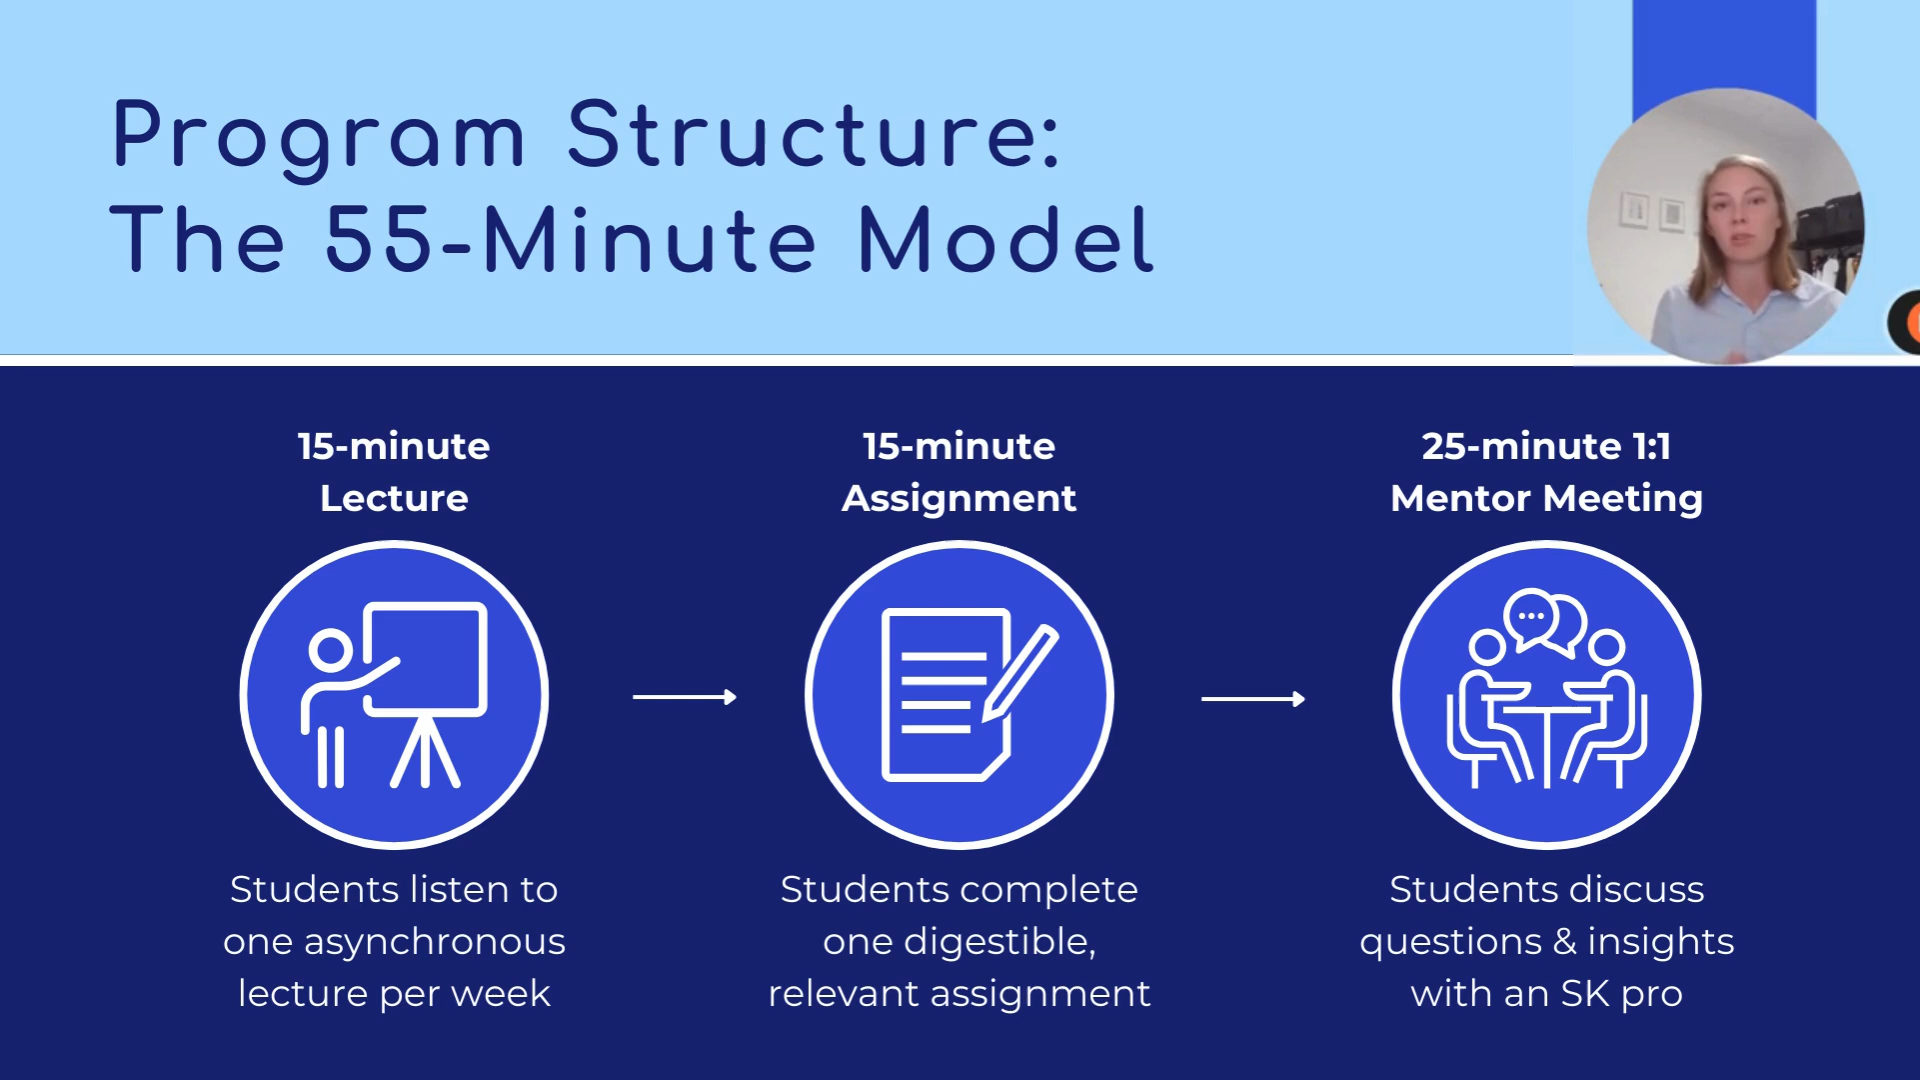 Program Structure:
The 55-Minute Model
15-minute
Lecture
Students listen to
one asynchronous
lecture per week
15-minute
Assignment
Students complete
one digestible,
relevant assignment
25-minute 1:1
Mentor Meeting
Students discuss
questions & insights
with an SK pro